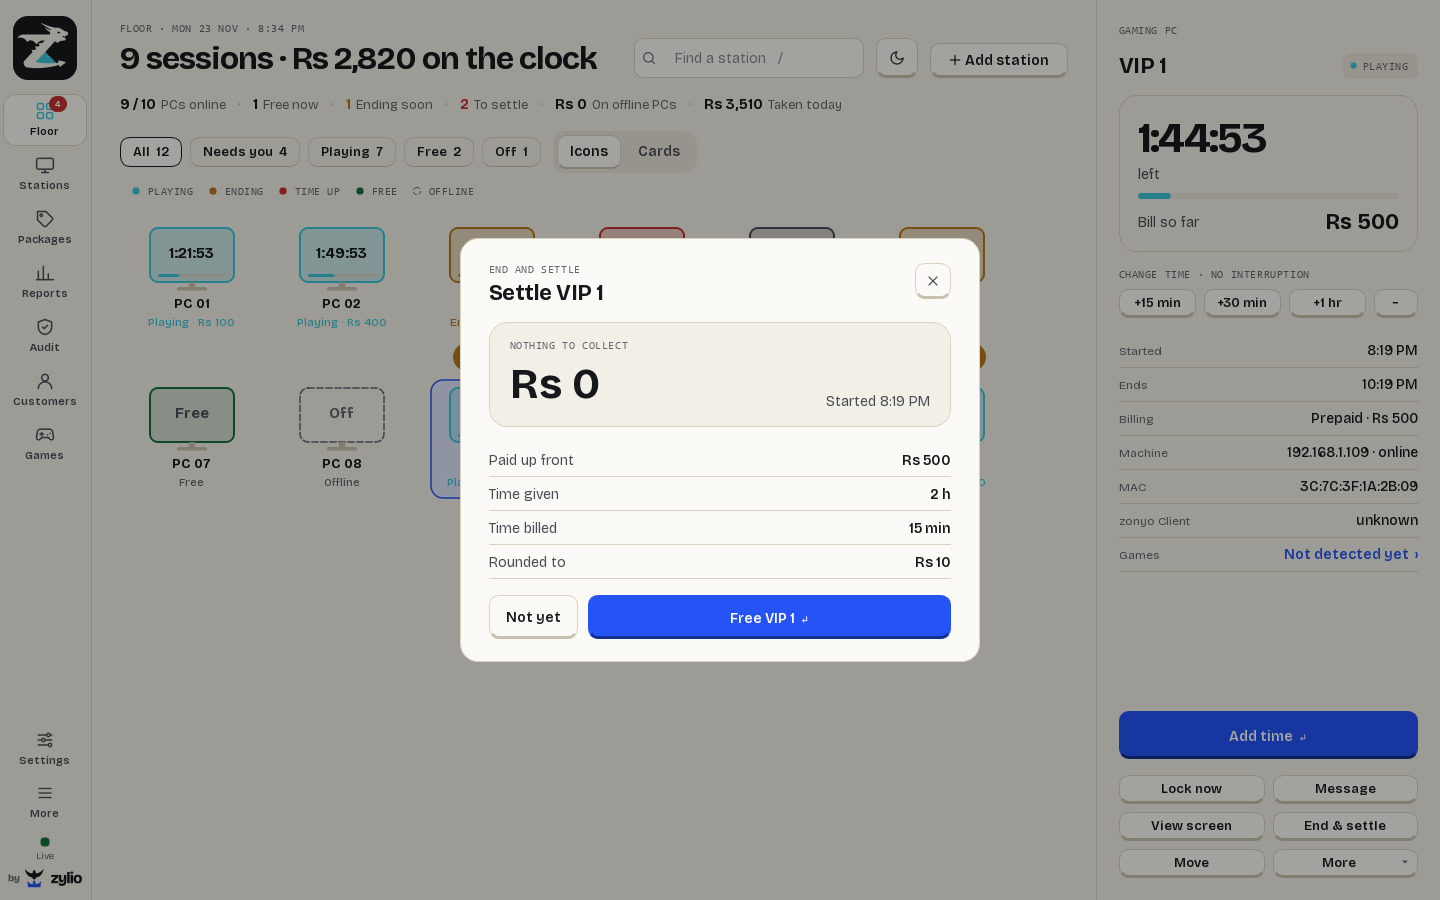 FLOOR · MON 23 NOV · 8:34 PM
9 sessions · Rs 2,820 on the clock
Find a station /
+ Add station
9 / 10 PCs online · 1 Free now · 1 Ending soon · 2 To settle · Rs 0 On offline PCs · Rs 3,510 Taken today
All 12 Needs you 4 Playing 7 Free 2 Off 1 Icons Cards
PLAYING ENDING TIME UP FREE OFFLINE
4
Floor
Stations
Packages
Reports
Audit
Customers
Games
Settings
More
Live
by zylio
1:21:53
PC 01
Playing · Rs 100
1:49:53
PC 02
Playing · Rs 400
Free
PC 07
Free
Off
PC 08
Offline
END AND SETTLE
Settle VIP 1
NOTHING TO COLLECT
Rs 0
Started 8:19 PM
Paid up front Rs 500
Time given 2 h
Time billed 15 min
Rounded to Rs 10
Not yet
Free VIP 1 ↲
GAMING PC
VIP 1
PLAYING
1:44:53
left
Bill so far Rs 500
CHANGE TIME · NO INTERRUPTION
+15 min +30 min +1 hr −
Started 8:19 PM
Ends 10:19 PM
Billing Prepaid · Rs 500
Machine 192.168.1.109 · online
MAC 3C:7C:3F:1A:2B:09
zonyo Client unknown
Games Not detected yet ›
Add time ↲
Lock now Message
View screen End & settle
Move More